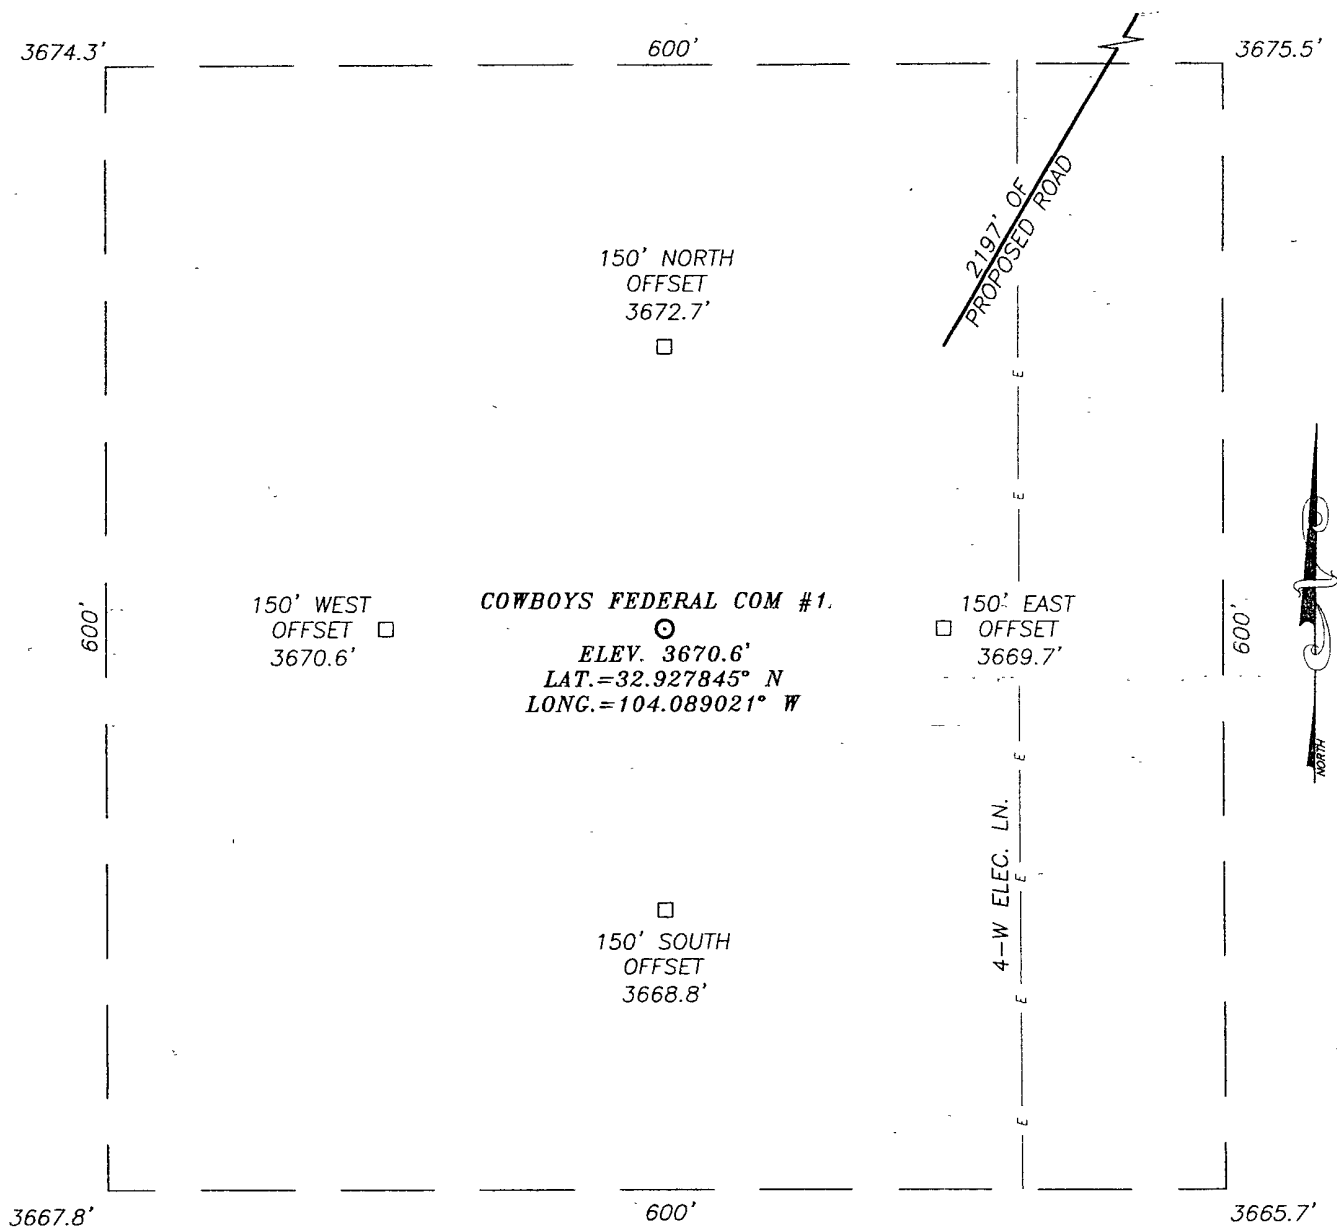 3674.3'
600'
3675.5'
2197' OF
PROPOSED ROAD
150' NORTH
OFFSET
3672.7'
E
E
600'
150' WEST
OFFSET
3670.6'
COWBOYS FEDERAL COM #1
ELEV. 3670.6'
LAT.=32.927845° N
LONG.=104.089021° W
150' EAST
OFFSET
3669.7'
600'
NORTH
E
4-W ELEC. LN.
E
E
E
150' SOUTH
OFFSET
3668.8'
3667.8'
600'
3665.7'